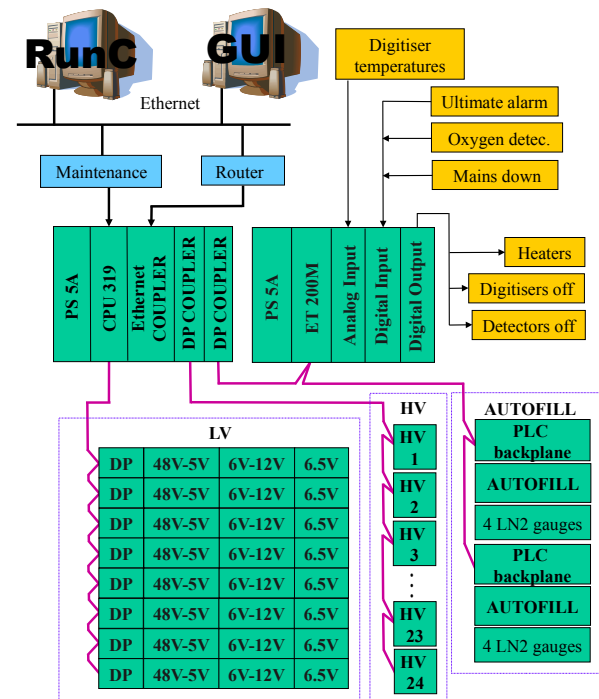 RunC
GUI
Ethernet
Digitiser
temperatures
Ultimate alarm
Oxygen detec.
Mains down
Maintenance
Router
PS 5A
CPU 319
Ethernet
COUPLER
DP COUPLER
DP COUPLER
PS 5A
ET 200M
Analog Input
Digital Input
Digital Output
Heaters
Digitisers off
Detectors off
LV
DP 48V-5V 6V-12V 6.5V
DP 48V-5V 6V-12V 6.5V
DP 48V-5V 6V-12V 6.5V
DP 48V-5V 6V-12V 6.5V
DP 48V-5V 6V-12V 6.5V
DP 48V-5V 6V-12V 6.5V
DP 48V-5V 6V-12V 6.5V
DP 48V-5V 6V-12V 6.5V
HV
HV
1
HV
2
HV
3
HV
23
HV
24
AUTOFILL
PLC
backplane
AUTOFILL
4 LN2 gauges
PLC
backplane
AUTOFILL
4 LN2 gauges